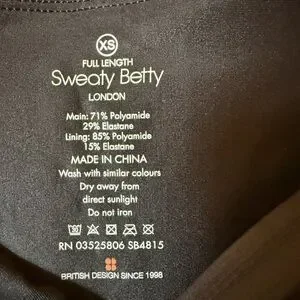 XS
FULL LENGTH
Sweaty Betty
LONDON
Main: 71% Polyamide
29% Elastane
Lining: 85% Polyamide
15% Elastane
MADE IN CHINA
Wash with similar colours
Dry away from
direct sunlight
Do not iron
RN 03525806 SB4815
BRITISH DESIGN SINCE 1998